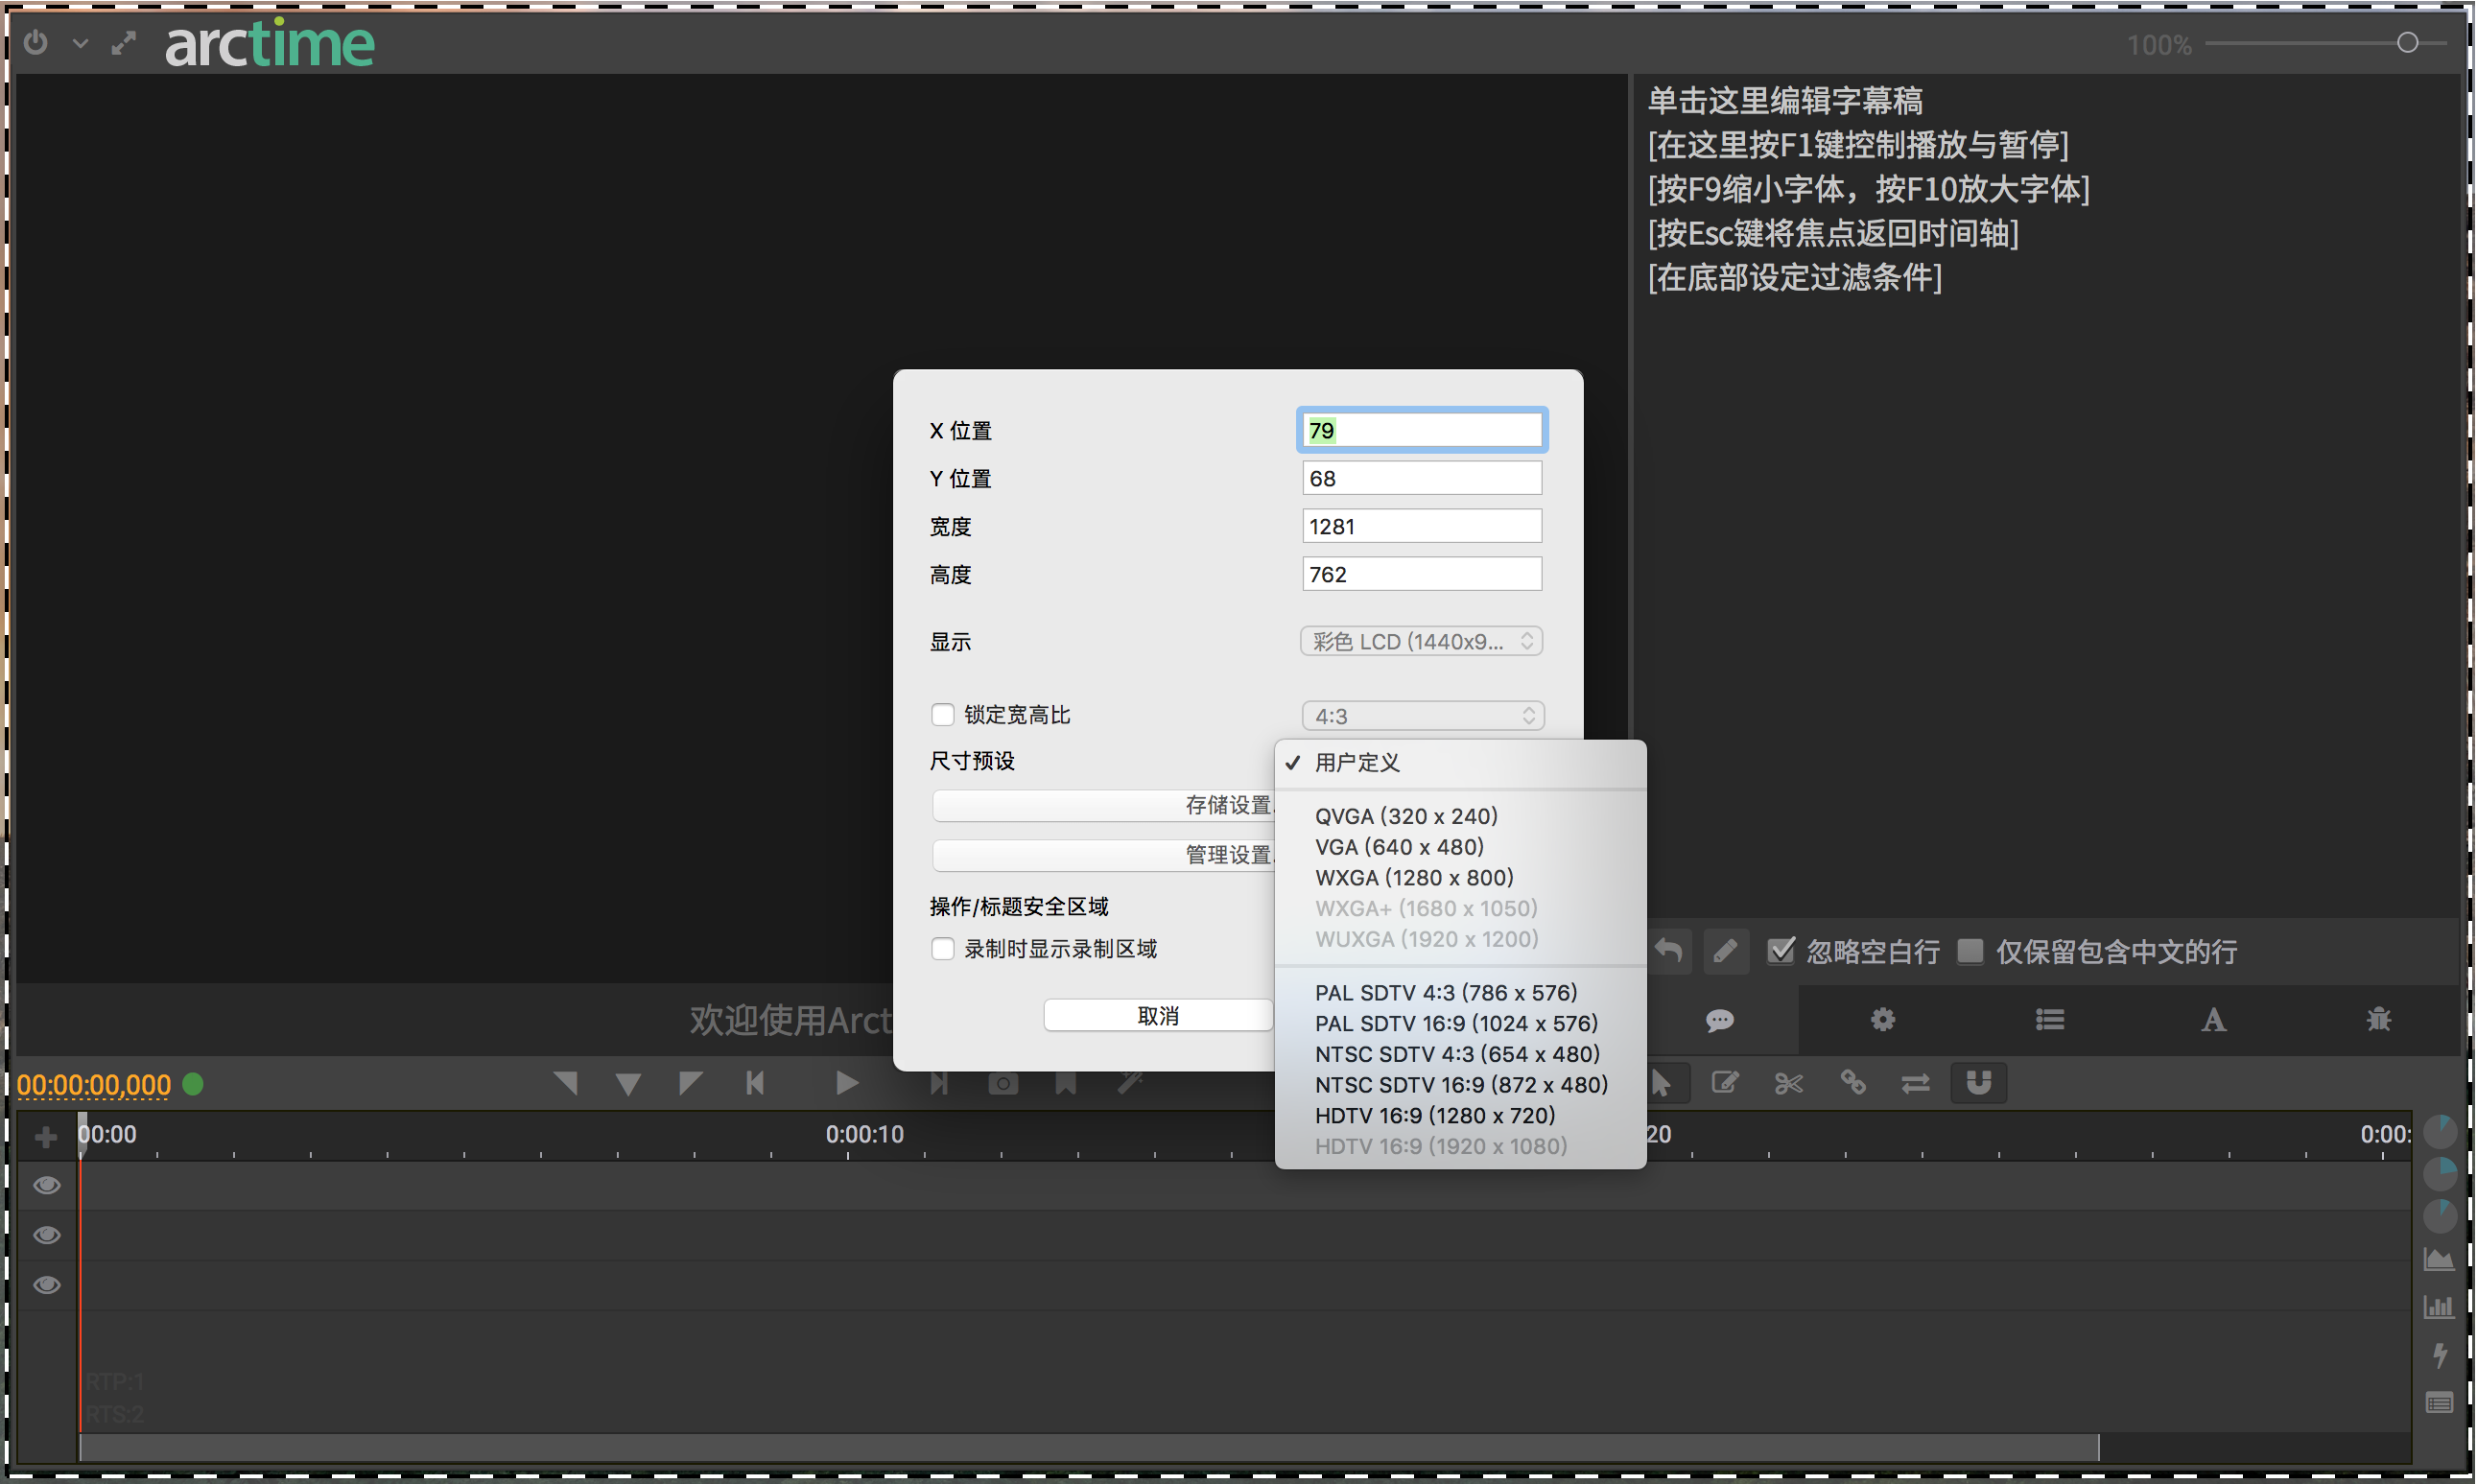 arctime
100%
单击这里编辑字幕稿
[在这里按F1键控制播放与暂停]
[按F9缩小字体，按F10放大字体]
[按Esc键将焦点返回时间轴]
[在底部设定过滤条件]
X 位置
79
Y 位置
68
宽度
1281
高度
762
显示
彩色 LCD (1440x9...
锁定宽高比
4:3
尺寸预设
用户定义
存储设置
管理设置
QVGA (320 x 240)
VGA (640 x 480)
WXGA (1280 x 800)
WXGA+ (1680 x 1050)
WUXGA (1920 x 1200)
操作/标题安全区域
录制时显示录制区域
PAL SDTV 4:3 (786 x 576)
PAL SDTV 16:9 (1024 x 576)
NTSC SDTV 4:3 (654 x 480)
NTSC SDTV 16:9 (872 x 480)
HDTV 16:9 (1280 x 720)
HDTV 16:9 (1920 x 1080)
取消
忽略空白行
仅保留包含中文的行
欢迎使用Arct
00:00:00,000
00:00
0:00:10
20
0:00:
RTP:1
RTS:2